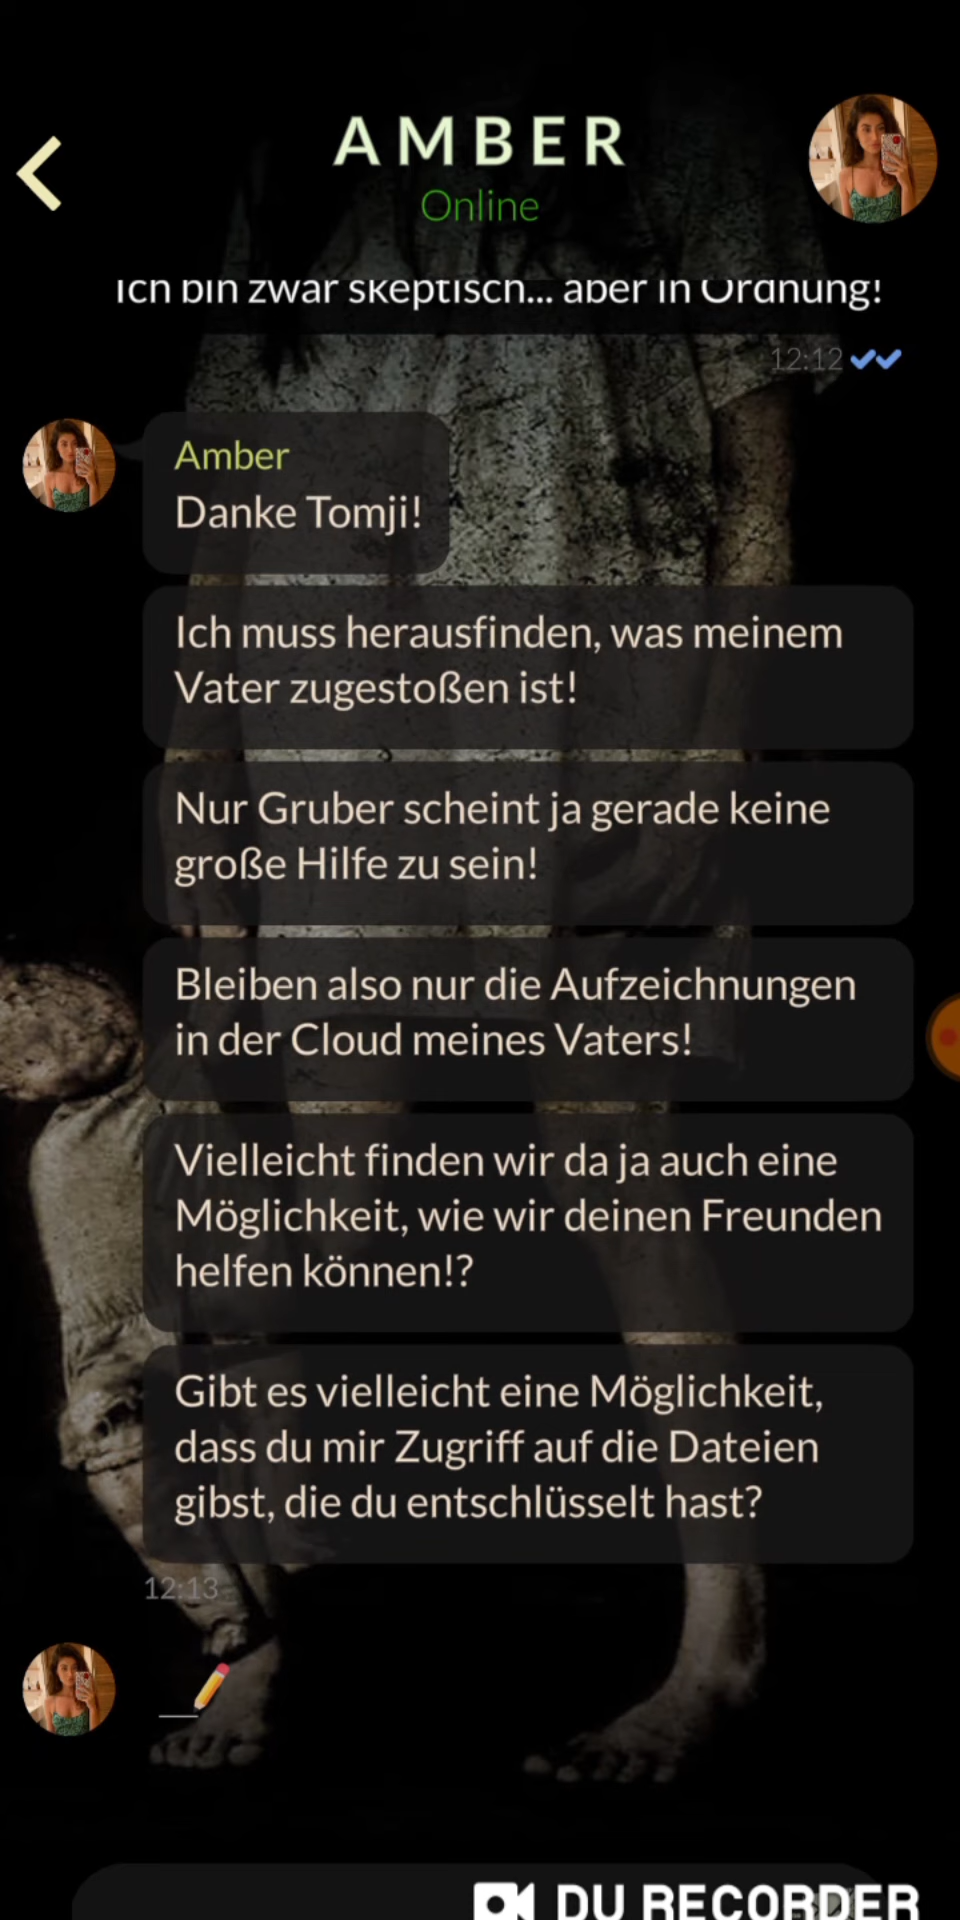 AMBER
Online
Ich bin zwar skeptisch... aber in Ordnung!
12:12
Amber
Danke Tomji!
Ich muss herausfinden, was meinem
Vater zugestoßen ist!
Nur Gruber scheint ja gerade keine
große Hilfe zu sein!
Bleiben also nur die Aufzeichnungen
in der Cloud meines Vaters!
Vielleicht finden wir da ja auch eine
Möglichkeit, wie wir deinen Freunden
helfen können!?
Gibt es vielleicht eine Möglichkeit,
dass du mir Zugriff auf die Dateien
gibst, die du entschlüsselt hast?
12:13
DU RECORDER